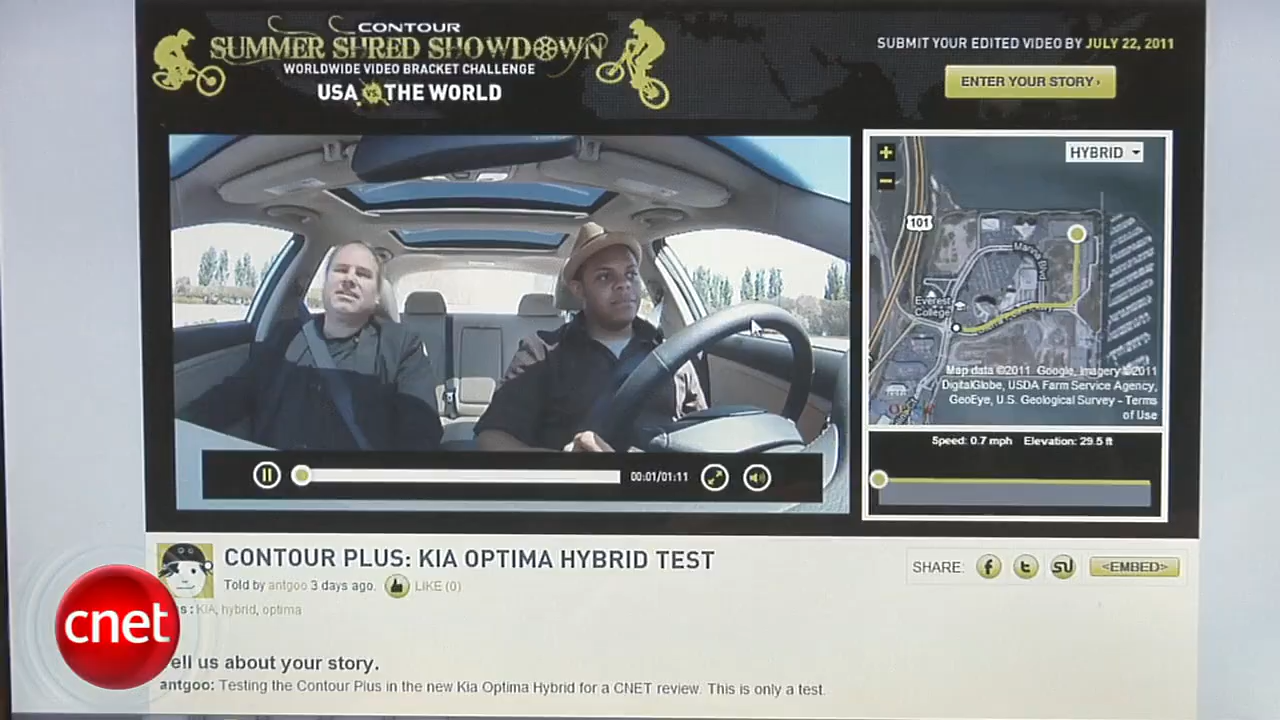 CONTOUR
SUMMER SHRED SHOWDOWN
WORLDWIDE VIDEO BRACKET CHALLENGE
USA VS. THE WORLD
SUBMIT YOUR EDITED VIDEO BY JULY 22, 2011
ENTER YOUR STORY ›
HYBRID
101
Marina Blvd
Everest
College
Map data ©2011 Google, Imagery ©2011
DigitalGlobe, USDA Farm Service Agency,
GeoEye, U.S. Geological Survey - Terms
of Use
Speed: 0.7 mph Elevation: 29.5 ft
00:01/01:11
CONTOUR PLUS: KIA OPTIMA HYBRID TEST
Told by antgoo 3 days ago. LIKE (0)
s : KIA, hybrid, optima
SHARE: f t SU <EMBED>
cnet
ell us about your story.
antgoo: Testing the Contour Plus in the new Kia Optima Hybrid for a CNET review. This is only a test.